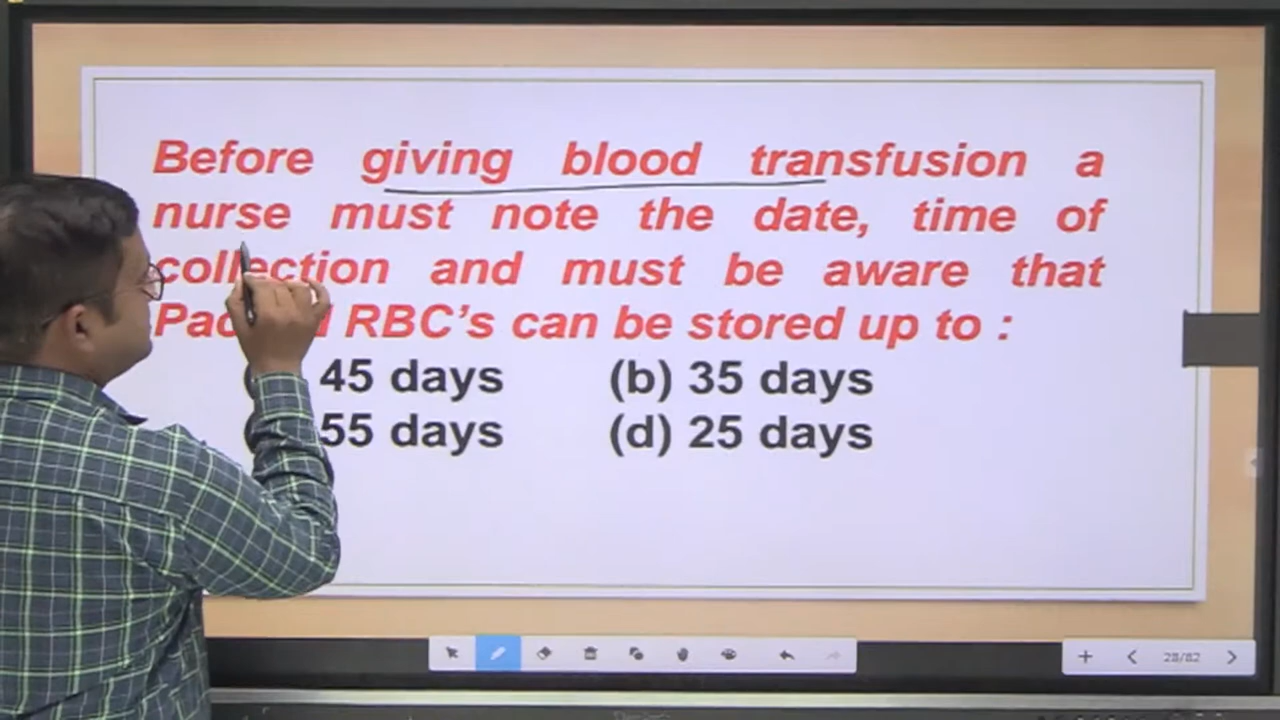 Before giving blood transfusion a
nurse must note the date, time of
collection and must be aware that
RBC's can be stored up to :
45 days (b) 35 days
55 days (d) 25 days
28/82